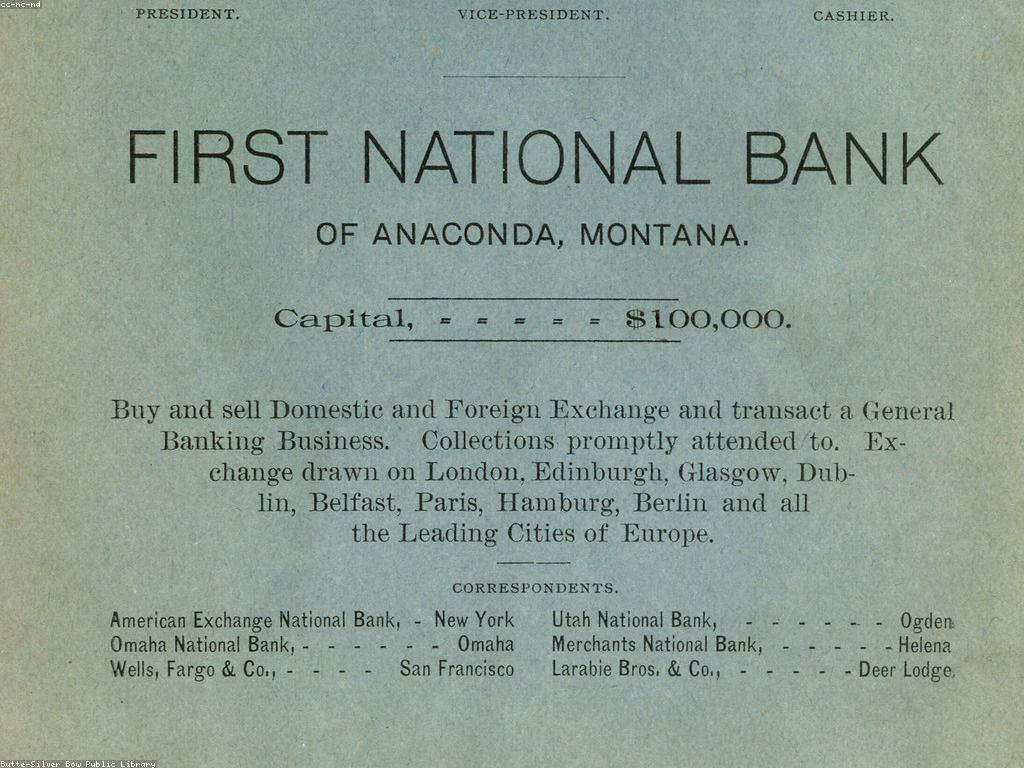 cc-nc-nd
PRESIDENT. VICE-PRESIDENT. CASHIER.
FIRST NATIONAL BANK
OF ANACONDA, MONTANA.
Capital, - - - - - $100,000.
Buy and sell Domestic and Foreign Exchange and transact a General
Banking Business. Collections promptly attended to. Ex-
change drawn on London, Edinburgh, Glasgow, Dub-
lin, Belfast, Paris, Hamburg, Berlin and all
the Leading Cities of Europe.
CORRESPONDENTS.
American Exchange National Bank, - New York Utah National Bank, - - - - - - Ogden
Omaha National Bank, - - - - - - Omaha Merchants National Bank, - - - - - Helena
Wells, Fargo & Co., - - - - San Francisco Larabie Bros. & Co., - - - - - Deer Lodge.
Butte-Silver Bow Public Library